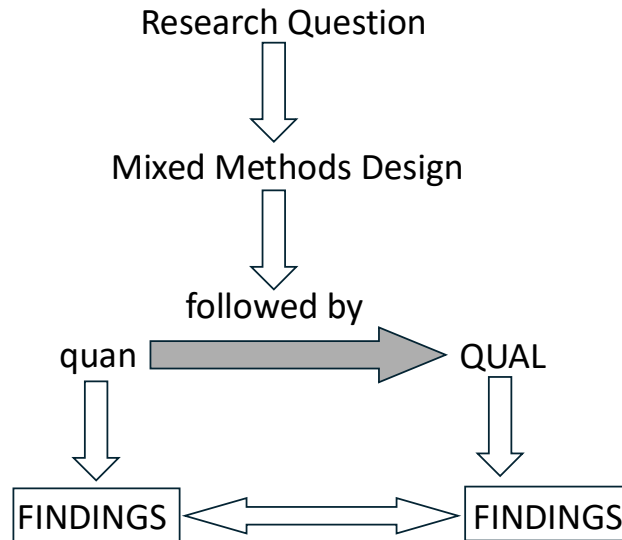 Research Question
Mixed Methods Design
followed by
quan QUAL
FINDINGS FINDINGS